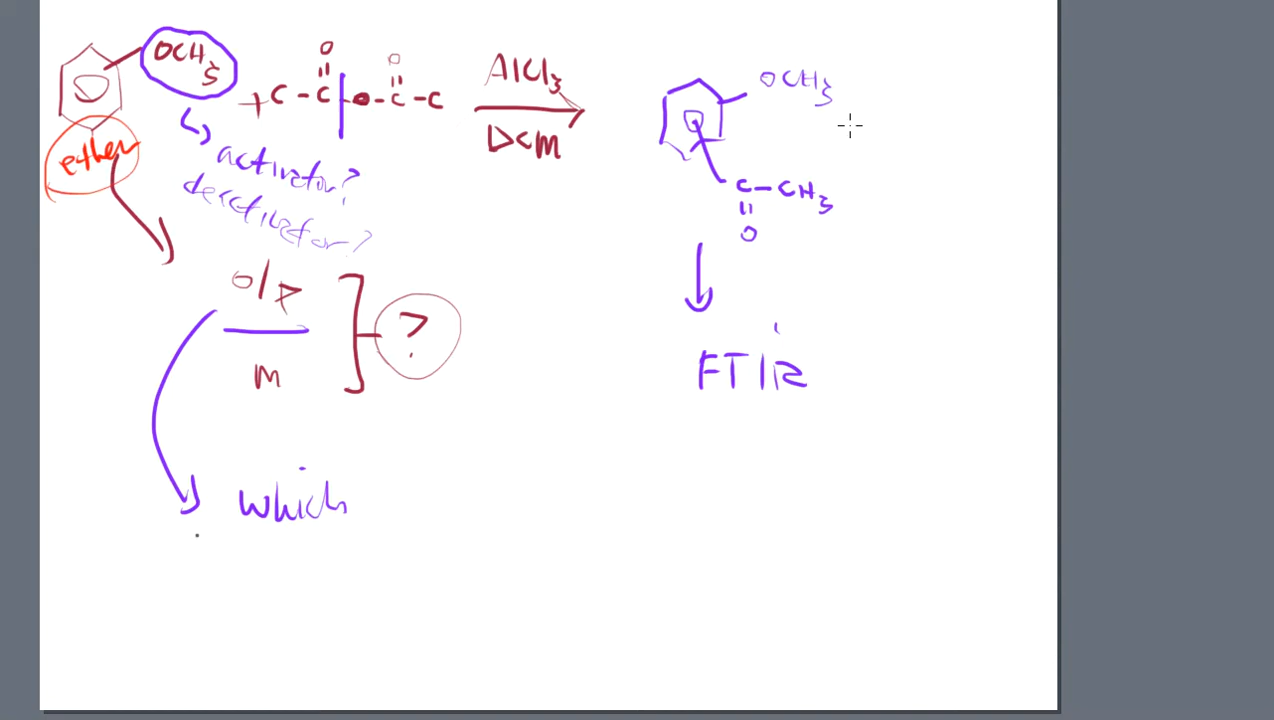 OCH3
+ C-C-O-C-C
O
O
AlCl3
DCM
ether
activator?
deactivator?
o/p
m
?
which
OCH3
C-CH3
O
FTIR